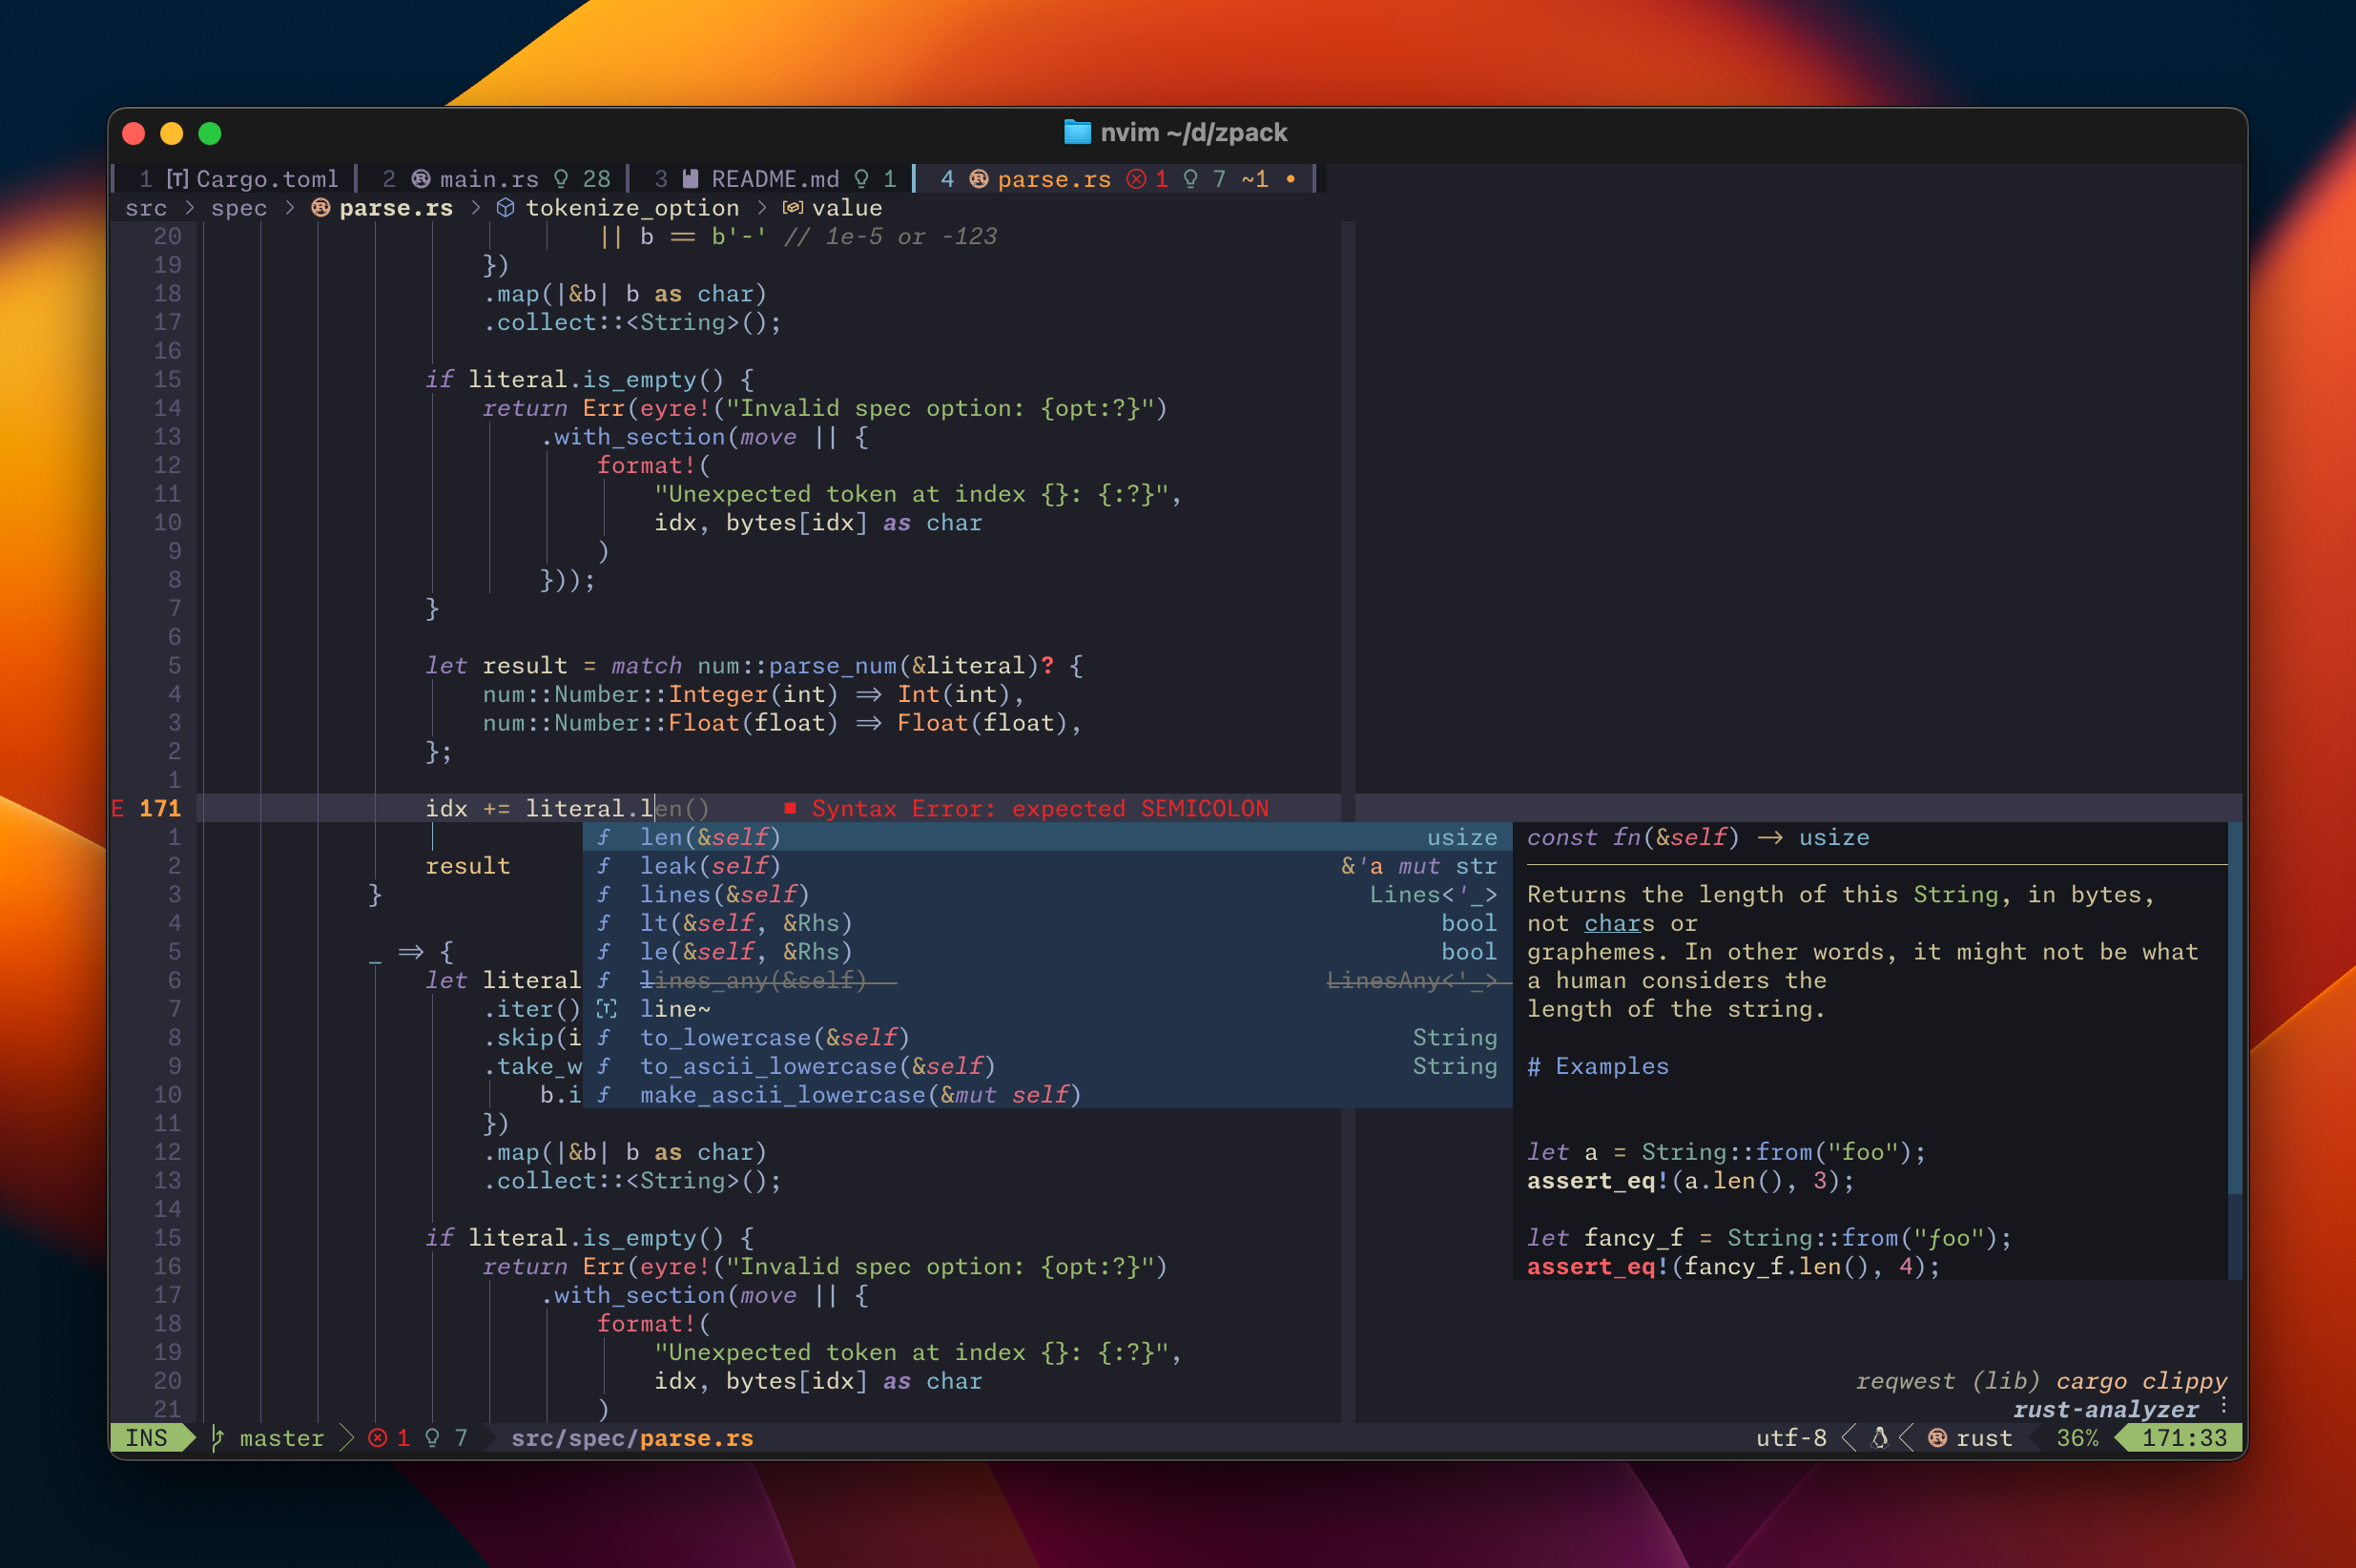 nvim ~/d/zpack
1 [T] Cargo.toml 2 main.rs 28 3 README.md 1 4 parse.rs 1 7 ~1 •
src > spec > parse.rs > tokenize_option > value
20 || b == b'-' // 1e-5 or -123
19 })
18 .map(|&b| b as char)
17 .collect::<String>();
16
15 if literal.is_empty() {
14 return Err(eyre!("Invalid spec option: {opt:?}")
13 .with_section(move || {
12 format!(
11 "Unexpected token at index {}: {:?}",
10 idx, bytes[idx] as char
9 )
8 }));
7 }
6
5 let result = match num::parse_num(&literal)? {
4 num::Number::Integer(int) => Int(int),
3 num::Number::Float(float) => Float(float),
2 };
1
E 171 idx += literal.len() ■ Syntax Error: expected SEMICOLON
1
2 result
3 }
4
5 _ => {
6 let literal
7 .iter()
8 .skip(i
9 .take_w
10 b.i
11 })
12 .map(|&b| b as char)
13 .collect::<String>();
14
15 if literal.is_empty() {
16 return Err(eyre!("Invalid spec option: {opt:?}")
17 .with_section(move || {
18 format!(
19 "Unexpected token at index {}: {:?}",
20 idx, bytes[idx] as char
21 )
f len(&self) usize
f leak(self) &'a mut str
f lines(&self) Lines<'_>
f lt(&self, &Rhs) bool
f le(&self, &Rhs) bool
f lines_any(&self) LinesAny<'_>
[T] line~
f to_lowercase(&self) String
f to_ascii_lowercase(&self) String
f make_ascii_lowercase(&mut self)
const fn(&self) -> usize
Returns the length of this String, in bytes,
not chars or
graphemes. In other words, it might not be what
a human considers the
length of the string.
# Examples
let a = String::from("foo");
assert_eq!(a.len(), 3);
let fancy_f = String::from("ƒoo");
assert_eq!(fancy_f.len(), 4);
reqwest (lib) cargo clippy
rust-analyzer ⋮
INS master 1 7 src/spec/parse.rs utf-8 rust 36% 171:33